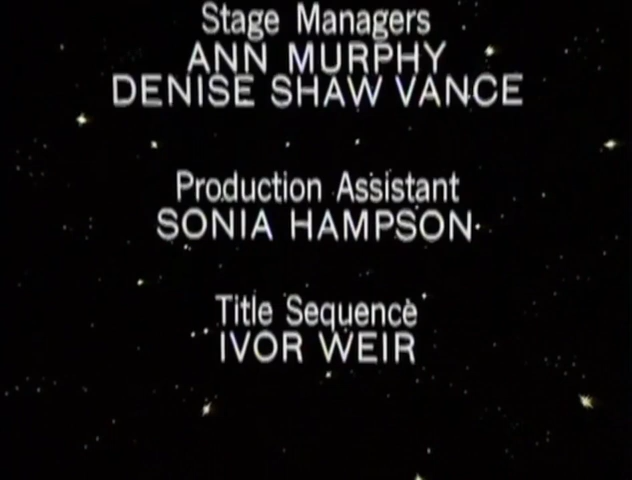 Stage Managers
ANN MURPHY
DENISE SHAW VANCE
Production Assistant
SONIA HAMPSON
Title Sequence
IVOR WEIR